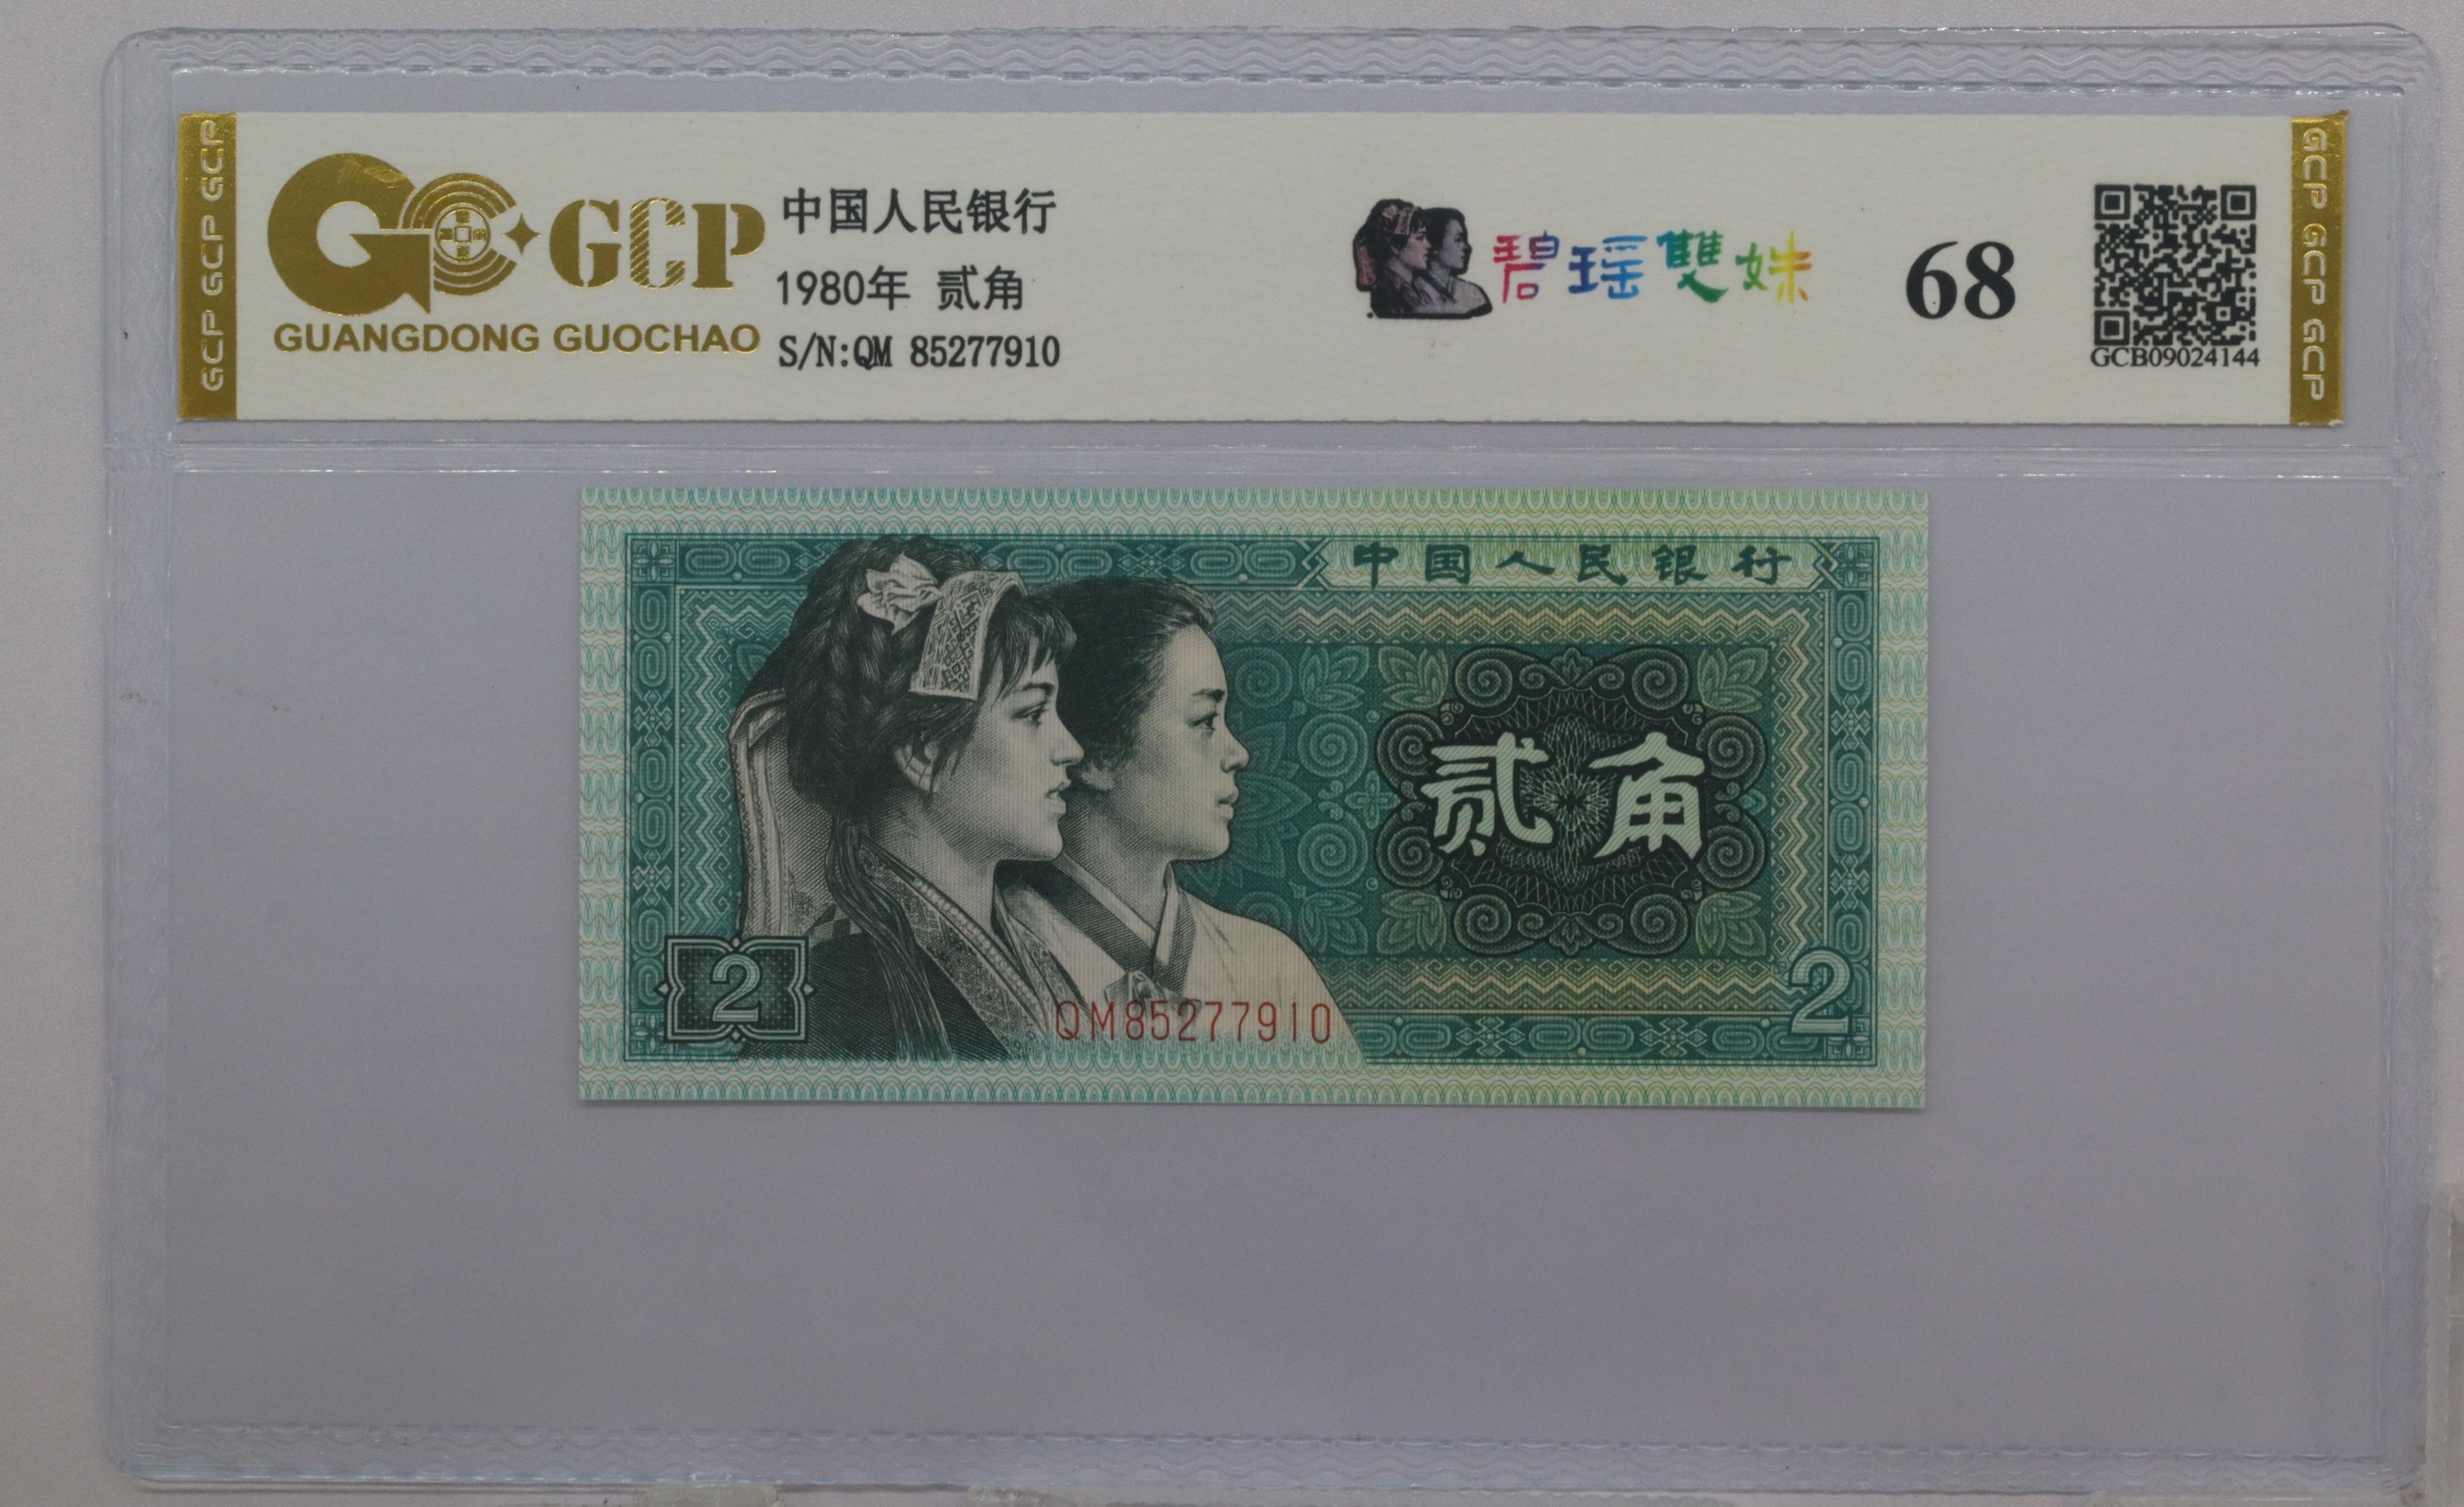 GCP GCP GCP
GCP
GUANGDONG GUOCHAO
中国人民银行
1980年 贰角
S/N:QM 85277910
碧瑶雙姝
68
GCB09024144
GCP GCP GCP
中国人民银行
贰角
2
QM85277910
2